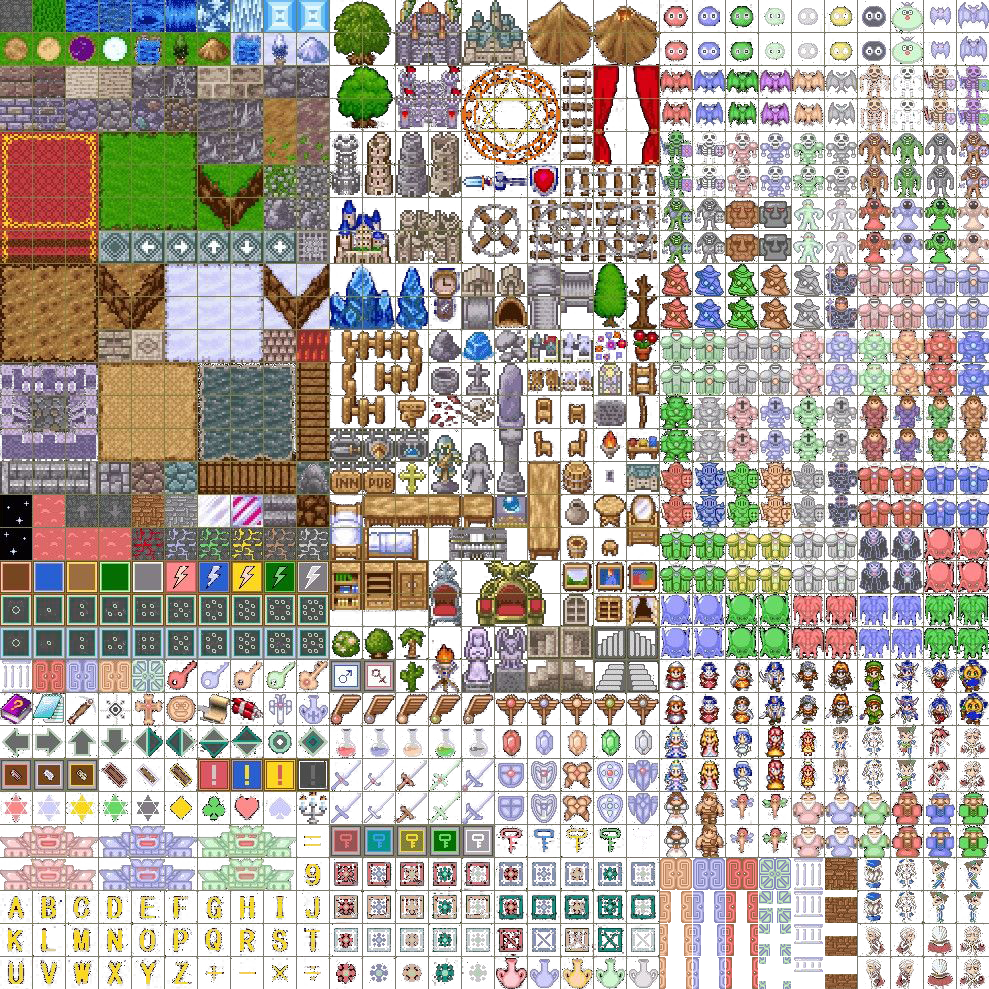 INN PUB
?
! ! ! !
9
A B C D E F G H I J
K L M N O P Q R S T
U V W X Y Z + - × ÷